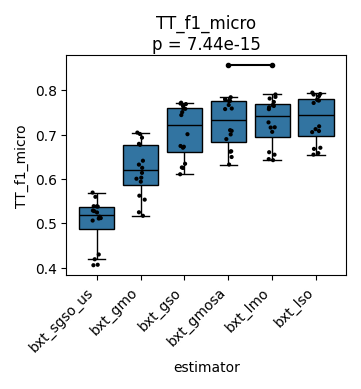 TT_f1_micro
p = 7.44e-15
TT_f1_micro
0.8
0.7
0.6
0.5
0.4
bxt_sgso_us
bxt_gmo
bxt_gso
bxt_gmosa
bxt_lmo
bxt_lso
estimator